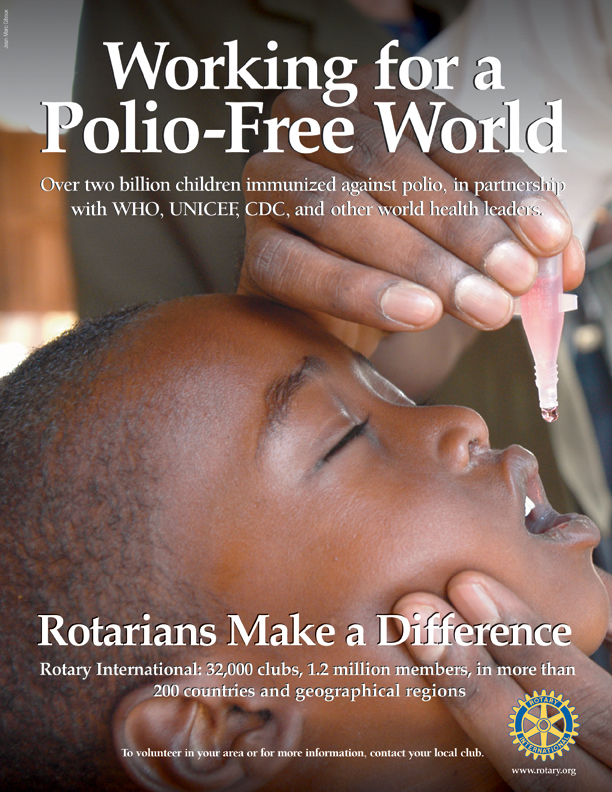 Jean-Marc Giboux
Working for a
Polio-Free World
Over two billion children immunized against polio, in partnership
with WHO, UNICEF, CDC, and other world health leaders.
Rotarians Make a Difference
Rotary International: 32,000 clubs, 1.2 million members, in more than
200 countries and geographical regions
ROTARY
INTERNATIONAL
To volunteer in your area or for more information, contact your local club.
www.rotary.org